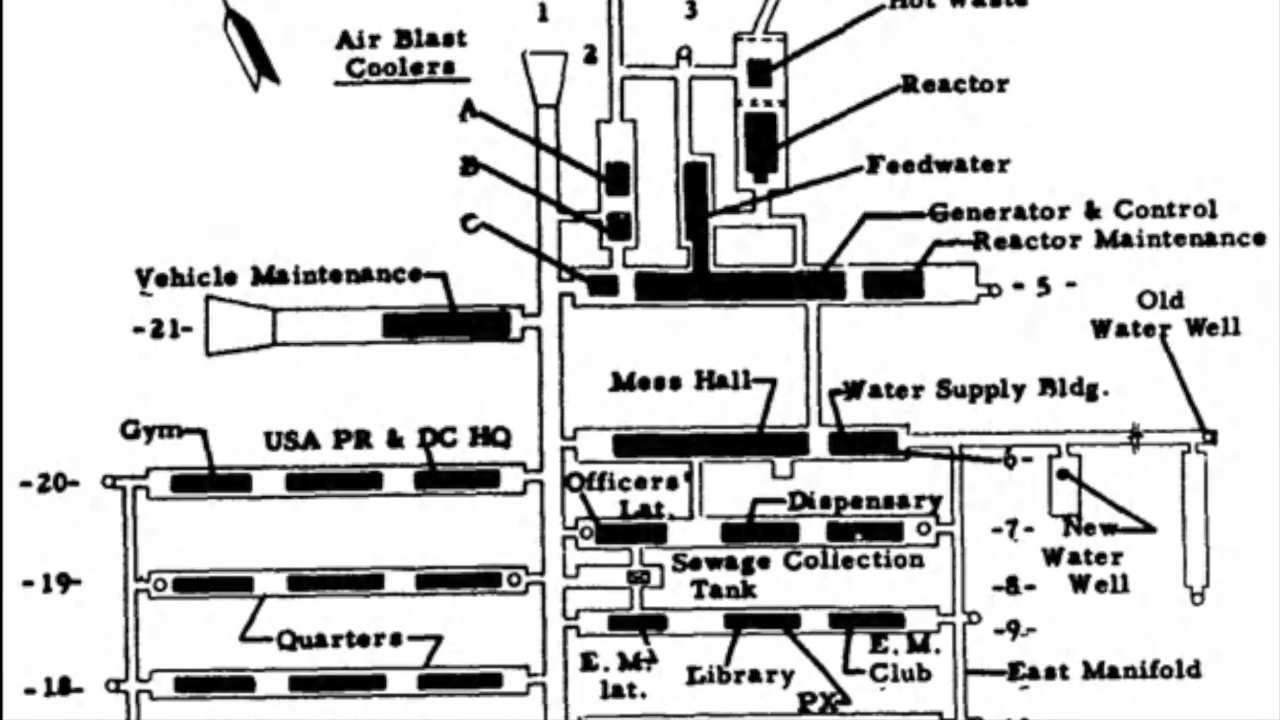 1
3
Hot Waste
Air Blast
Coolers
2
Reactor
A
Feedwater
B
Generator & Control
C
Reactor Maintenance
Vehicle Maintenance
- 5 -
Old
Water Well
-21-
Mess Hall
Water Supply Bldg.
Gym
USA PR & DC HQ
6-
-20-
Officers'
Lat.
Dispensary
-7-
New
Water
Well
Sewage Collection
Tank
-19-
-8-
-9-
Quarters
E.M.
lat.
Library
PX
E.M.
Club
East Manifold
-18-